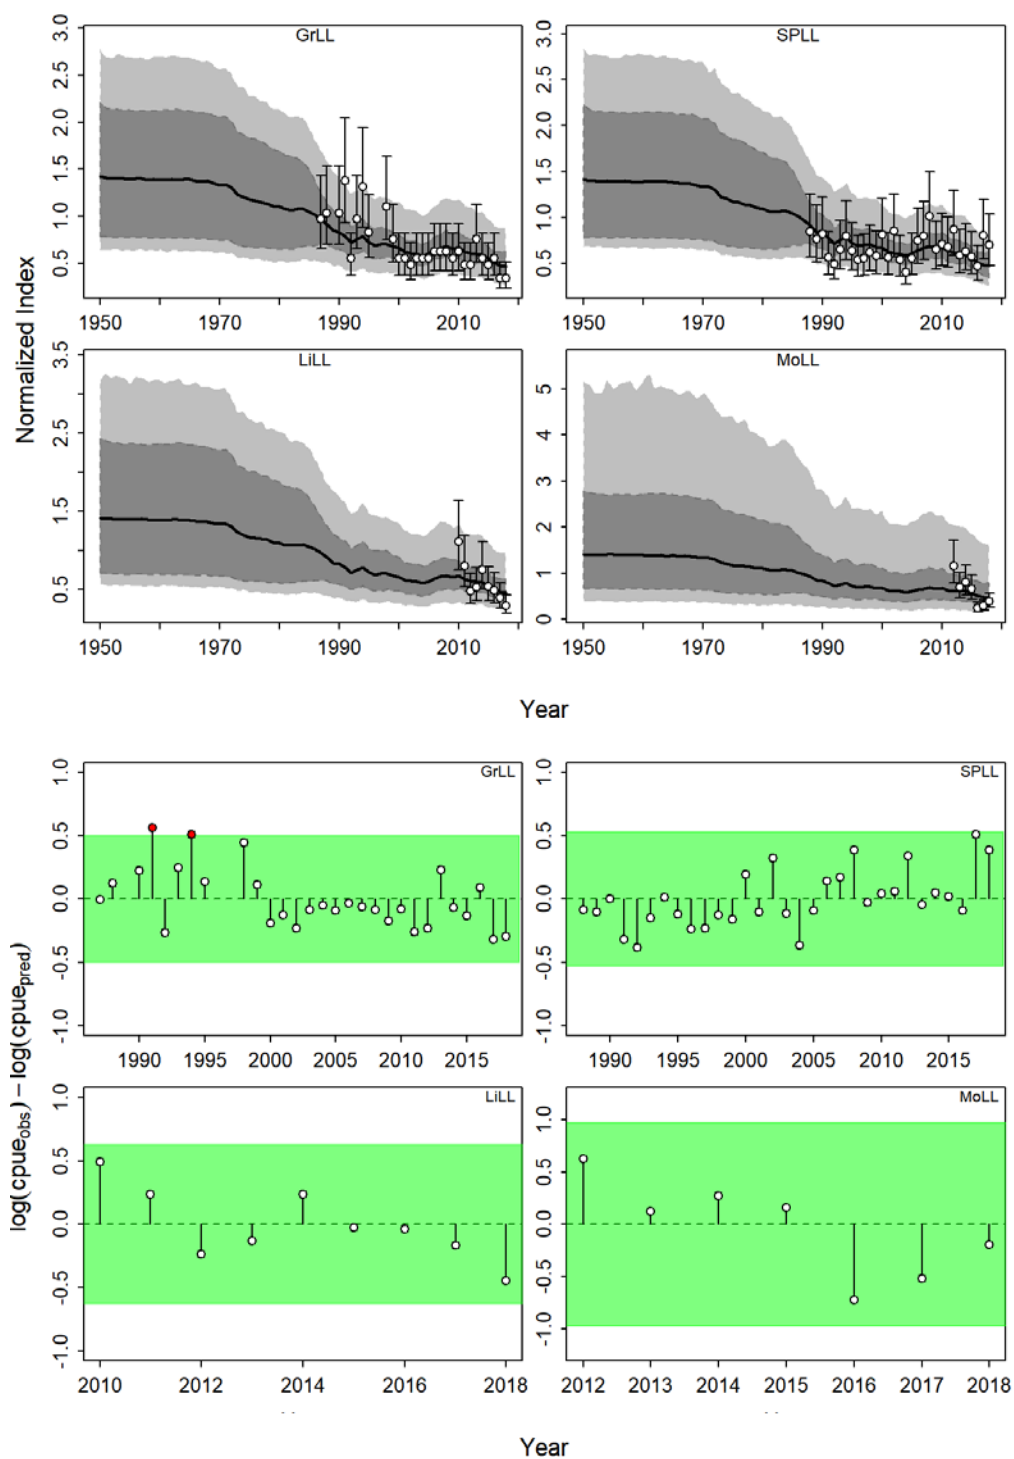 Normalized Index
GrLL
3.0
2.5
2.0
1.5
1.0
0.5
1950 1970 1990 2010
SPLL
3.0
2.5
2.0
1.5
1.0
0.5
1950 1970 1990 2010
LiLL
3.5
2.5
1.5
0.5
1950 1970 1990 2010
MoLL
5
4
3
2
1
0
1950 1970 1990 2010
Year
log(cpueobs) − log(cpuepred)
GrLL
1.0
0.5
0.0
-0.5
-1.0
1990 1995 2000 2005 2010 2015
SPLL
1.0
0.5
0.0
-0.5
-1.0
1990 1995 2000 2005 2010 2015
LiLL
1.0
0.5
0.0
-0.5
-1.0
2010 2012 2014 2016 2018
MoLL
1.0
0.5
0.0
-0.5
-1.0
2012 2013 2014 2015 2016 2017 2018
Year